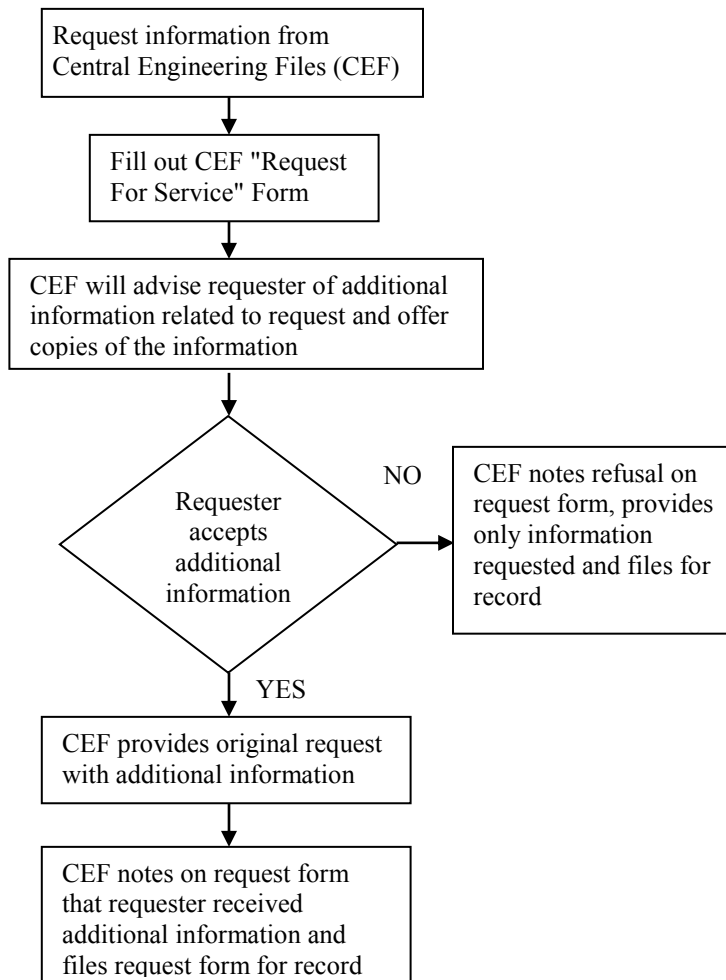 Request information from
Central Engineering Files (CEF)
Fill out CEF "Request
For Service" Form
CEF will advise requester of additional
information related to request and offer
copies of the information
Requester
accepts
additional
information
NO
CEF notes refusal on
request form, provides
only information
requested and files for
record
YES
CEF provides original request
with additional information
CEF notes on request form
that requester received
additional information and
files request form for record